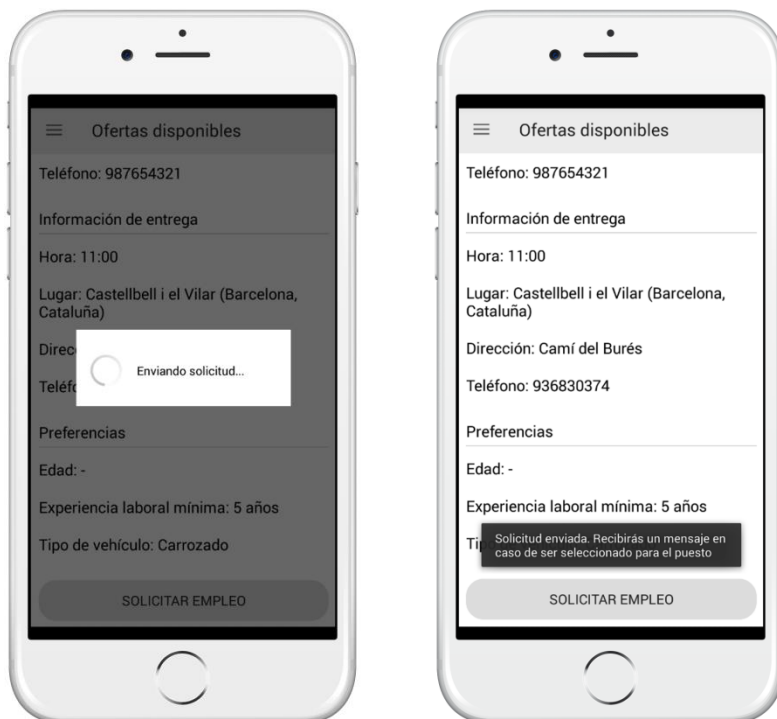 Ofertas disponibles
Teléfono: 987654321
Información de entrega
Hora: 11:00
Lugar: Castellbell i el Vilar (Barcelona,
Cataluña)
Direc
Enviando solicitud...
Teléfo
Preferencias
Edad: -
Experiencia laboral mínima: 5 años
Tipo de vehículo: Carrozado
SOLICITAR EMPLEO
Ofertas disponibles
Teléfono: 987654321
Información de entrega
Hora: 11:00
Lugar: Castellbell i el Vilar (Barcelona,
Cataluña)
Dirección: Camí del Burés
Teléfono: 936830374
Preferencias
Edad: -
Experiencia laboral mínima: 5 años
Tip
Solicitud enviada. Recibirás un mensaje en
caso de ser seleccionado para el puesto
SOLICITAR EMPLEO